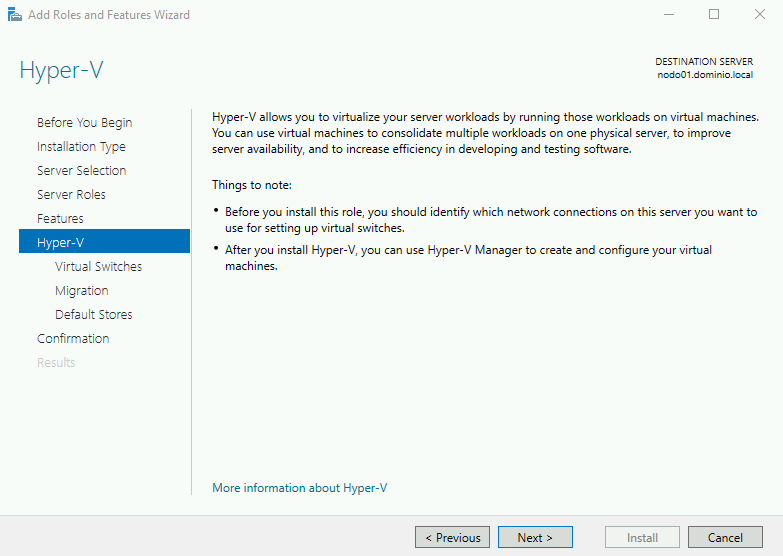 Add Roles and Features Wizard
Hyper-V
DESTINATION SERVER
nodo01.dominio.local
Before You Begin
Installation Type
Server Selection
Server Roles
Features
Hyper-V
Virtual Switches
Migration
Default Stores
Confirmation
Results
Hyper-V allows you to virtualize your server workloads by running those workloads on virtual machines.
You can use virtual machines to consolidate multiple workloads on one physical server, to improve
server availability, and to increase efficiency in developing and testing software.
Things to note:
• Before you install this role, you should identify which network connections on this server you want to
use for setting up virtual switches.
• After you install Hyper-V, you can use Hyper-V Manager to create and configure your virtual
machines.
More information about Hyper-V
< Previous
Next >
Install
Cancel